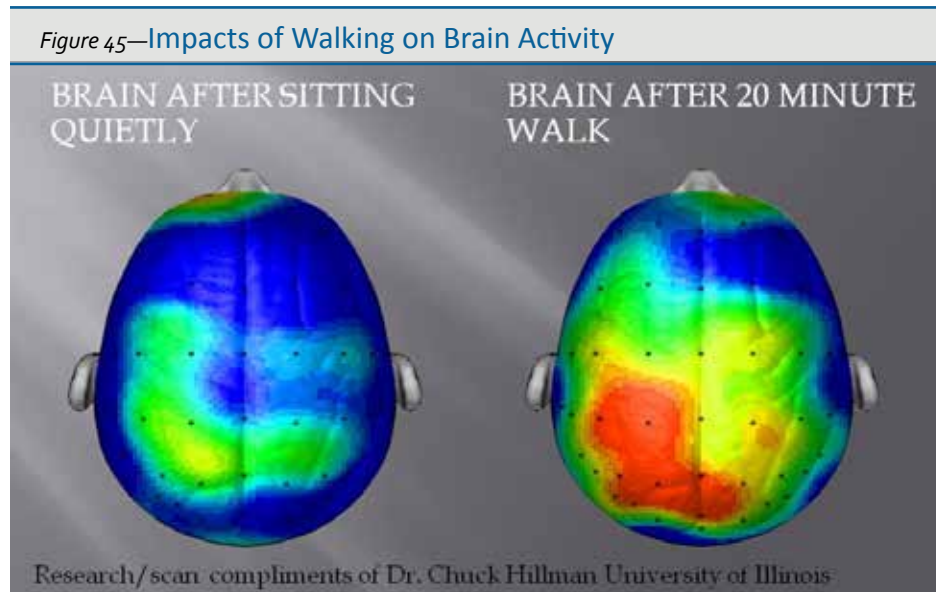 Figure 45—Impacts of Walking on Brain Activity
BRAIN AFTER SITTING
QUIETLY
BRAIN AFTER 20 MINUTE
WALK
Research/scan compliments of Dr. Chuck Hillman University of Illinois